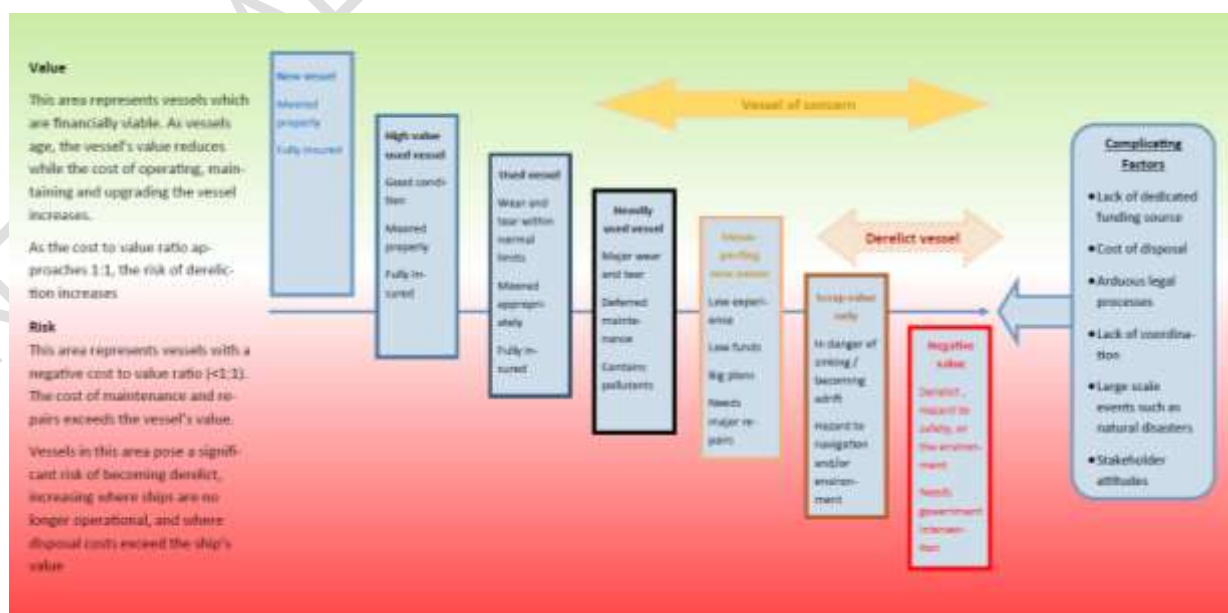 Value
This area represents vessels which
are financially viable. As vessels
age, the vessel's value reduces
while the cost of operating, main-
taining and upgrading the vessel
increases.
As the cost to value ratio ap-
proaches 1:1, the risk of derelic-
tion increases
Risk
This area represents vessels with a
negative cost to value ratio (<1:1).
The cost of maintenance and re-
pairs exceeds the vessel's value.
Vessels in this area pose a signifi-
cant risk of becoming derelict,
increasing where ships are no
longer operational, and where
disposal costs exceed the ship's
value
New vessel
Moored
properly
Fully insured
High value
used vessel
Good condi-
tion
Moored
properly
Fully in-
sured
Used vessel
Wear and
tear within
normal
limits
Moored
appropri-
ately
Fully in-
sured
Heavily
used vessel
Major wear
and tear
Deferred
mainte-
nance
Contains
pollutants
new owner
Low experi-
ence
Low funds
Big plans
Needs
major re-
pairs
Scrap value
only
In danger of
sinking /
becoming
adrift
Hazard to
navigation
and/or
environ-
ment
Negative
value
Derelict,
Hazard to
safety, or
the environ-
ment
Needs
government
interven-
tion
Vessel of concern
Derelict vessel
Complicating
Factors
•Lack of dedicated
funding source
•Cost of disposal
•Arduous legal
processes
•Lack of coordina-
tion
•Large scale
events such as
natural disasters
•Stakeholder
attitudes